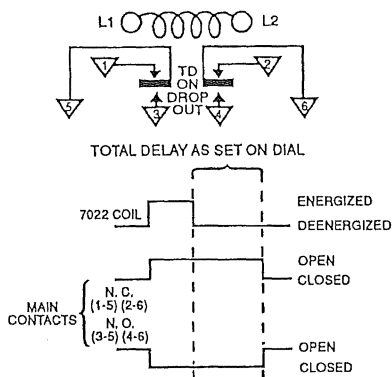 L1 L2
1 2
TD
ON
DROP
OUT
5 3 4 6
TOTAL DELAY AS SET ON DIAL
ENERGIZED
7022 COIL
DEENERGIZED
OPEN
CLOSED
MAIN
CONTACTS
N. C.
(1-5) (2-6)
N. O.
(3-5) (4-6)
OPEN
CLOSED